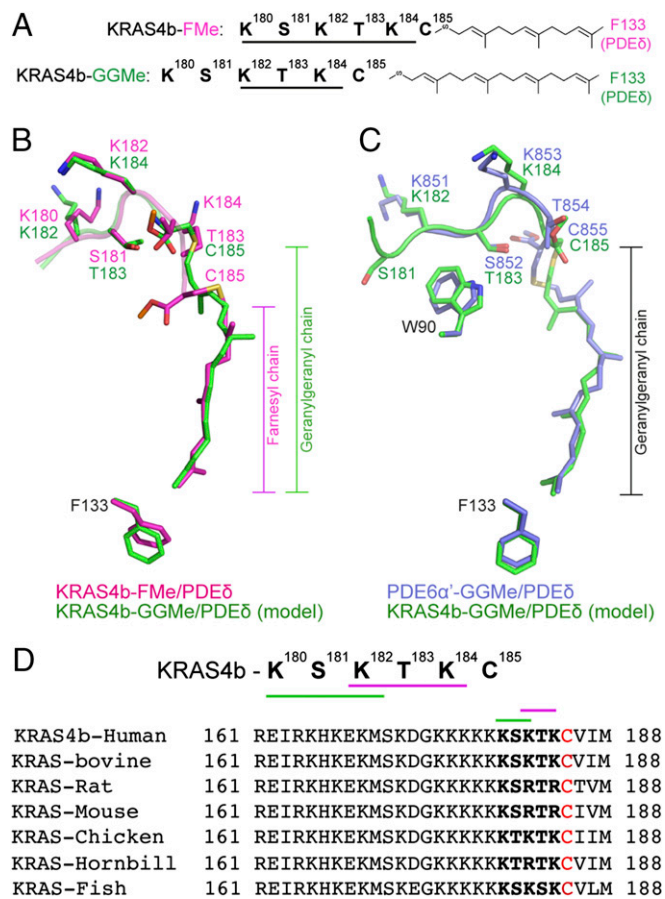 A
KRAS4b-FMe: K180 S181 K182 T183 K184 C185 F133 (PDEδ)
KRAS4b-GGMe: K180 S181 K182 T183 K184 C185 F133 (PDEδ)
B
K182
K184
K180
K182
K184
S181
T183
T183
C185
C185
Farnesyl chain
Geranylgeranyl chain
F133
KRAS4b-FMe/PDEδ
KRAS4b-GGMe/PDEδ (model)
C
K853
K184
K851
K182
T854
C855
C185
S852
T183
S181
W90
Geranylgeranyl chain
F133
PDE6α'-GGMe/PDEδ
KRAS4b-GGMe/PDEδ (model)
D
KRAS4b - K180 S181 K182 T183 K184 C185
KRAS4b-Human 161 REIRKHKEKMSKDGKKKKKKSKTKCVIM 188
KRAS-bovine 161 REIRKHKEKMSKDGKKKKKKSKTKCVIM 188
KRAS-Rat 161 REIRKHKEKMSKDGKKKKKKSRTRCTVM 188
KRAS-Mouse 161 REIRKHKEKMSKDGKKKKKKSRTRCIVM 188
KRAS-Chicken 161 REIRKHKEKMSKDGKKKKKKTKTKCIIM 188
KRAS-Hornbill 161 REIRKHKEKMSKDGKKKKKKTRTKCVIM 188
KRAS-Fish 161 REIRKHKEKMSKEGKKKKKKSKSKCVLM 188